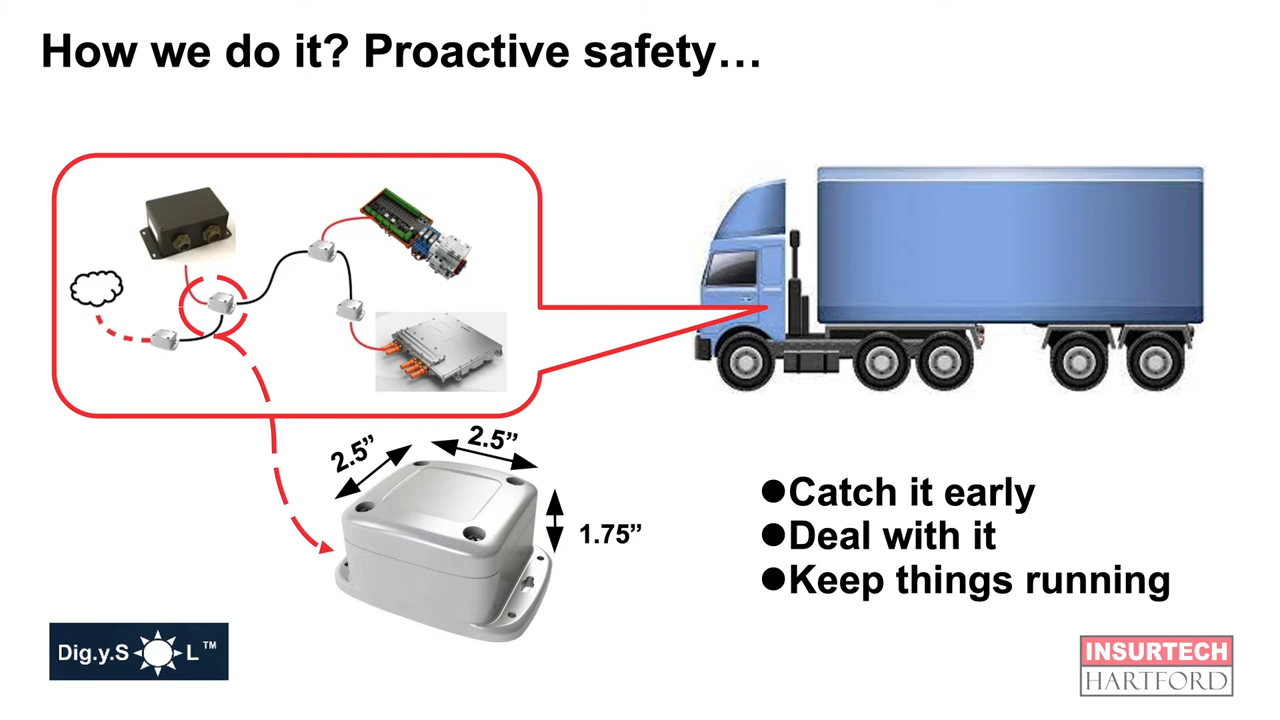 How we do it? Proactive safety…
2.5”
2.5”
1.75”
●Catch it early
●Deal with it
●Keep things running
Dig.y.S L™
INSURTECH
HARTFORD